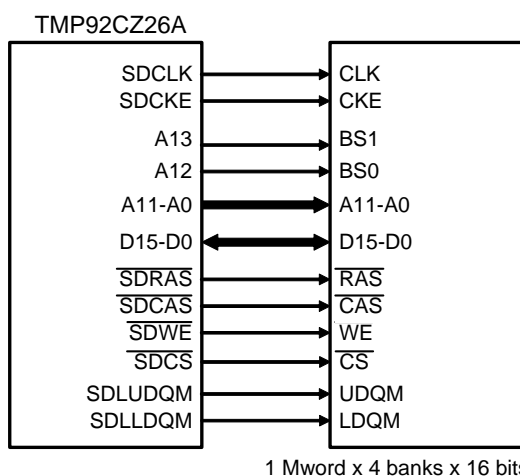 TMP92CZ26A
SDCLK CLK
SDCKE CKE
A13 BS1
A12 BS0
A11-A0 A11-A0
D15-D0 D15-D0
SDRAS RAS
SDCAS CAS
SDWE WE
SDCS CS
SDLUDQM UDQM
SDLLDQM LDQM
1 Mword x 4 banks x 16 bits